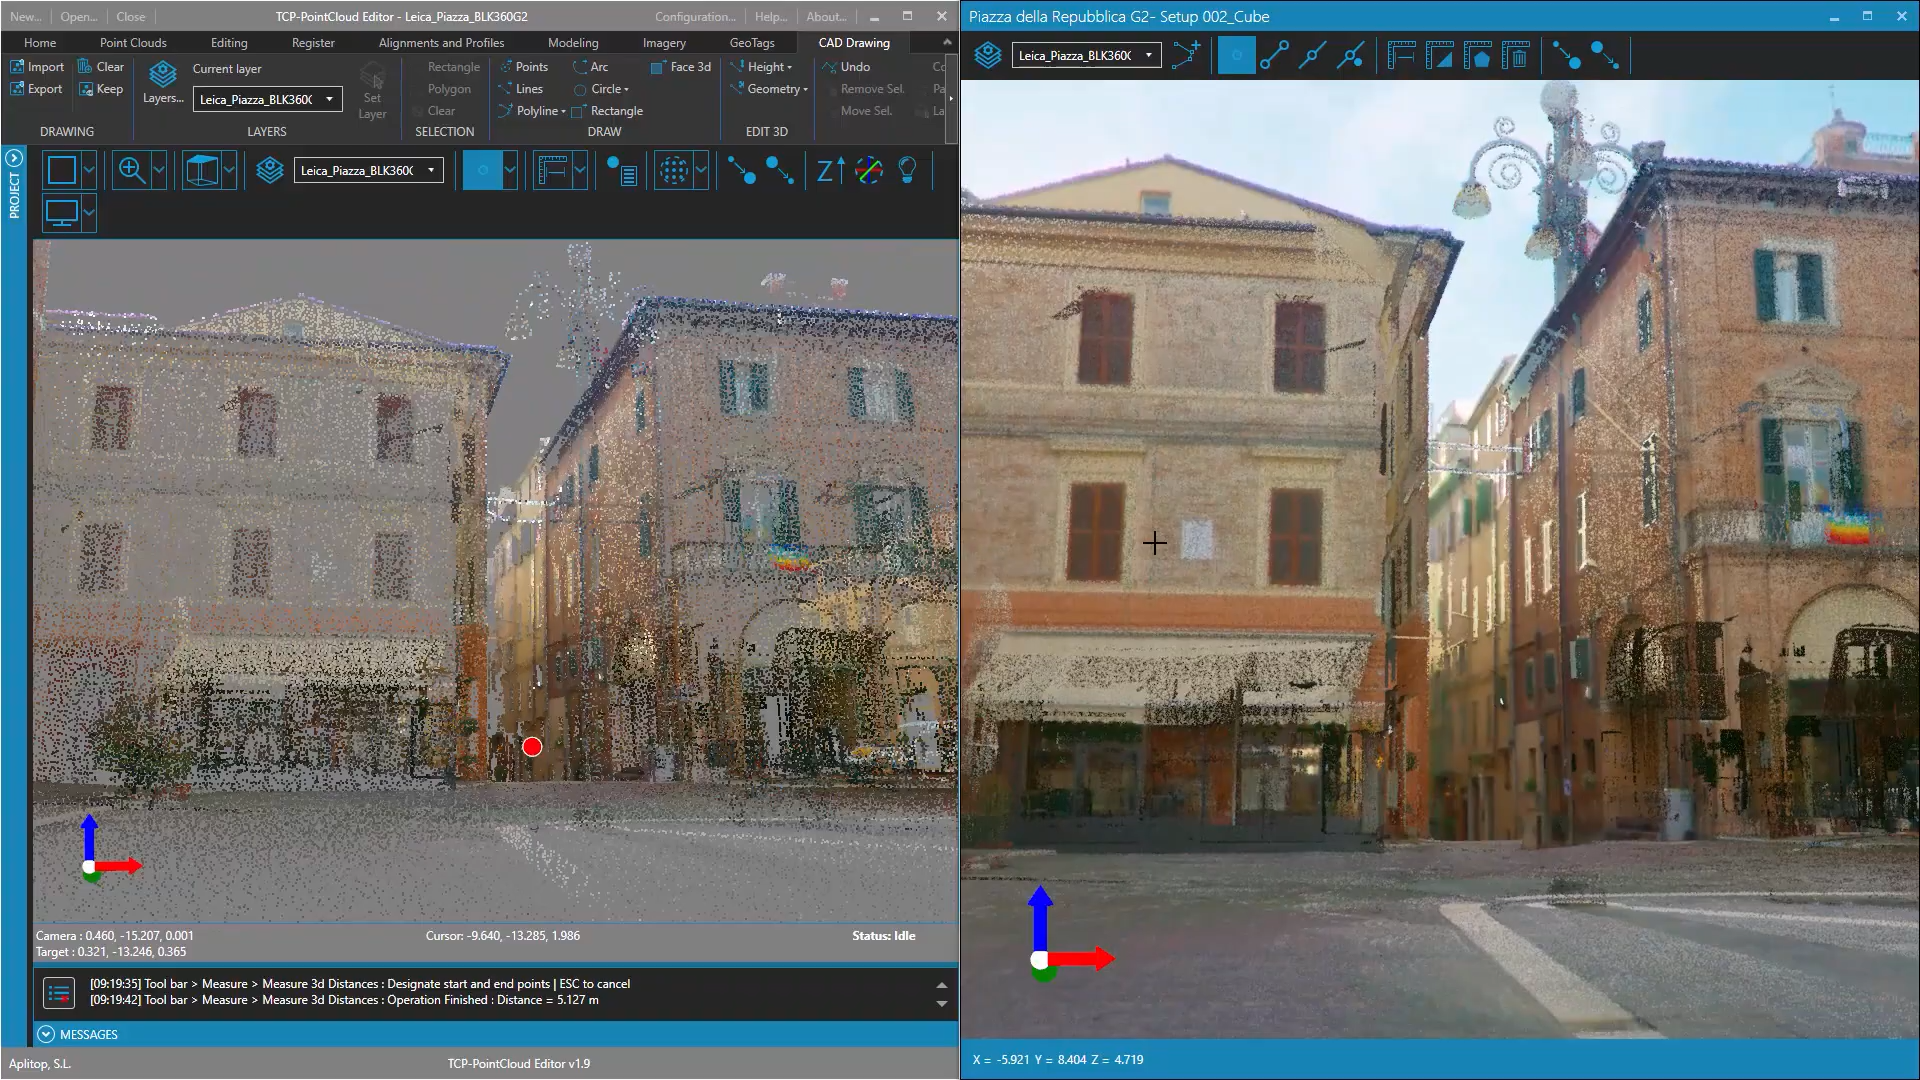 New... Open... Close TCP-PointCloud Editor - Leica_Piazza_BLK360G2 Configuration... Help... About...
Home Point Clouds Editing Register Alignments and Profiles Modeling Imagery GeoTags CAD Drawing
Import Clear Current layer Rectangle Points Arc Face 3d Height Undo Co
Export Keep Layers... Leica_Piazza_BLK360( Set Layer Polygon Lines Circle Geometry Remove Sel. Pa
Clear Polyline Rectangle Move Sel. La
DRAWING LAYERS SELECTION DRAW EDIT 3D
PROJECT
Leica_Piazza_BLK360(
Z
Camera : 0.460, -15.207, 0.001 Cursor: -9.640, -13.285, 1.986 Status: Idle
Target : 0.321, -13.246, 0.365
[09:19:35] Tool bar > Measure > Measure 3d Distances : Designate start and end points | ESC to cancel
[09:19:42] Tool bar > Measure > Measure 3d Distances : Operation Finished : Distance = 5.127 m
MESSAGES
Aplitop, S.L. TCP-PointCloud Editor v1.9
Piazza della Repubblica G2- Setup 002_Cube
Leica_Piazza_BLK360(
X = -5.921 Y = 8.404 Z = 4.719